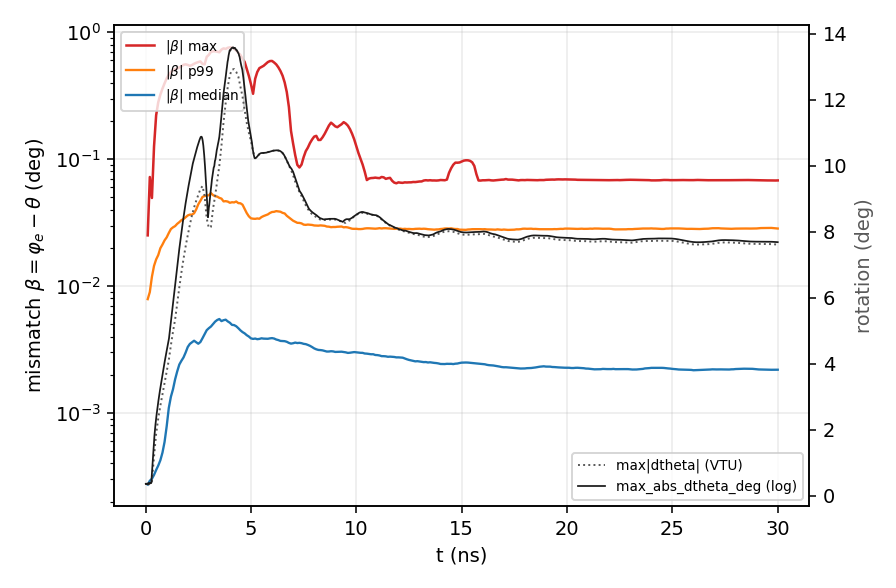 |β| max
|β| p99
|β| median
mismatch β = φₑ − θ (deg)
10⁰
10⁻¹
10⁻²
10⁻³
14
12
10
8
6
4
2
0
rotation (deg)
max|dtheta| (VTU)
max_abs_dtheta_deg (log)
0 5 10 15 20 25 30
t (ns)